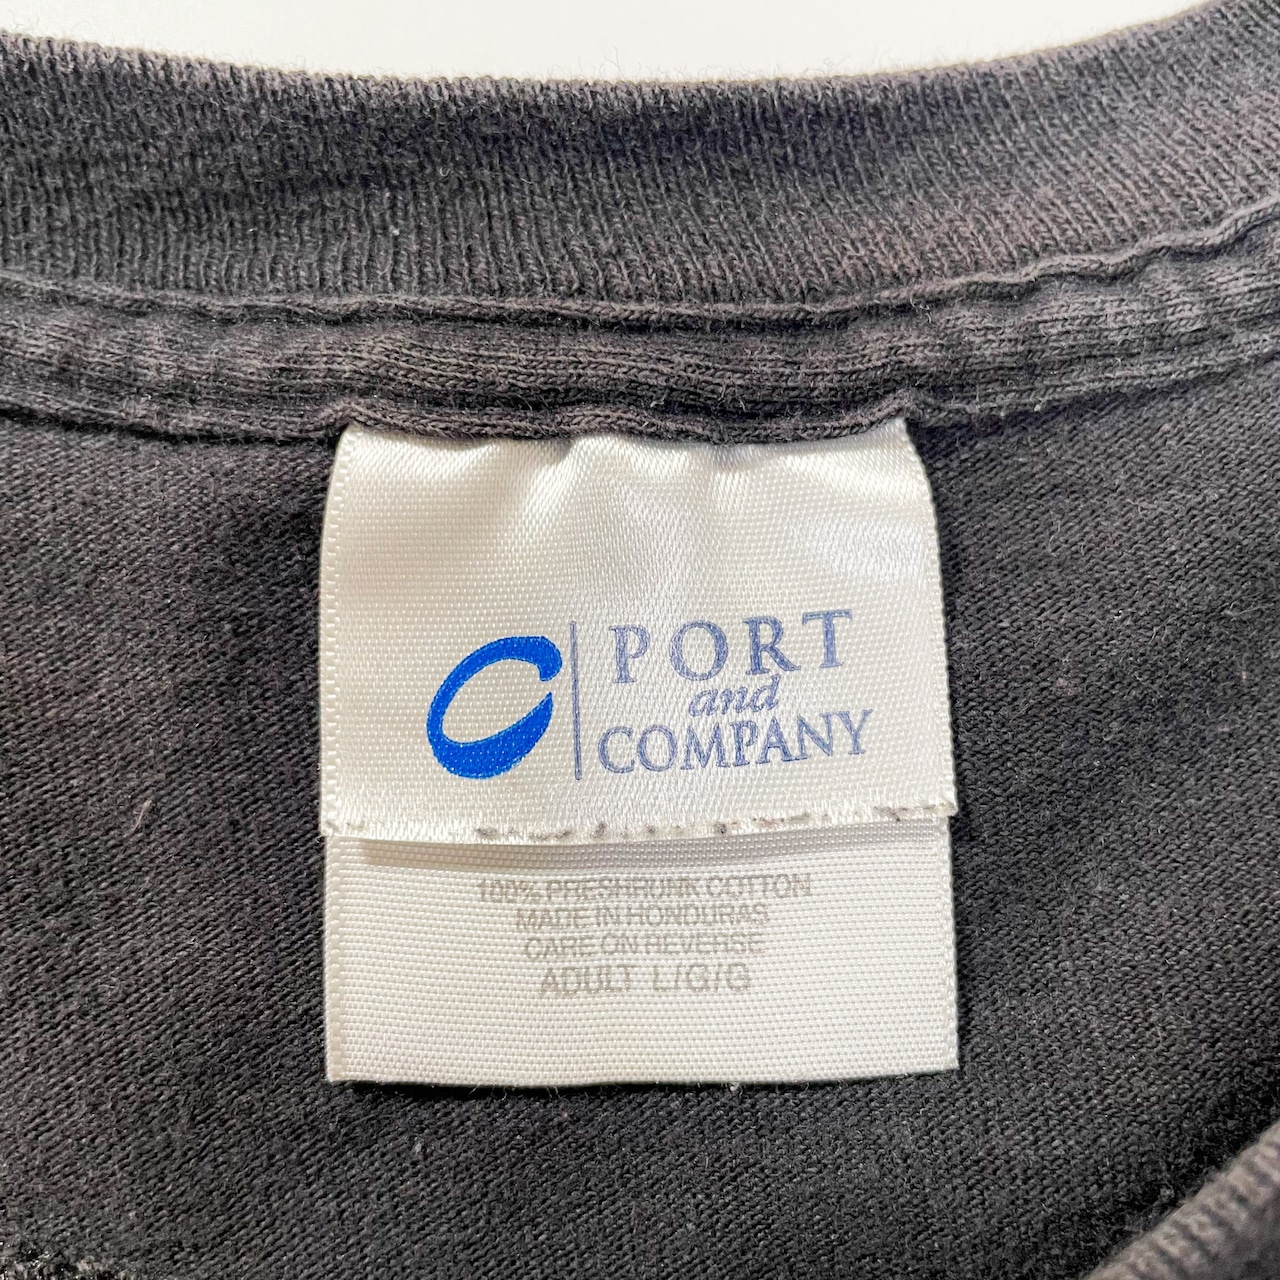 PORT
and
COMPANY
100% PRESHRUNK COTTON
MADE IN HONDURAS
CARE ON REVERSE
ADULT L/G/G